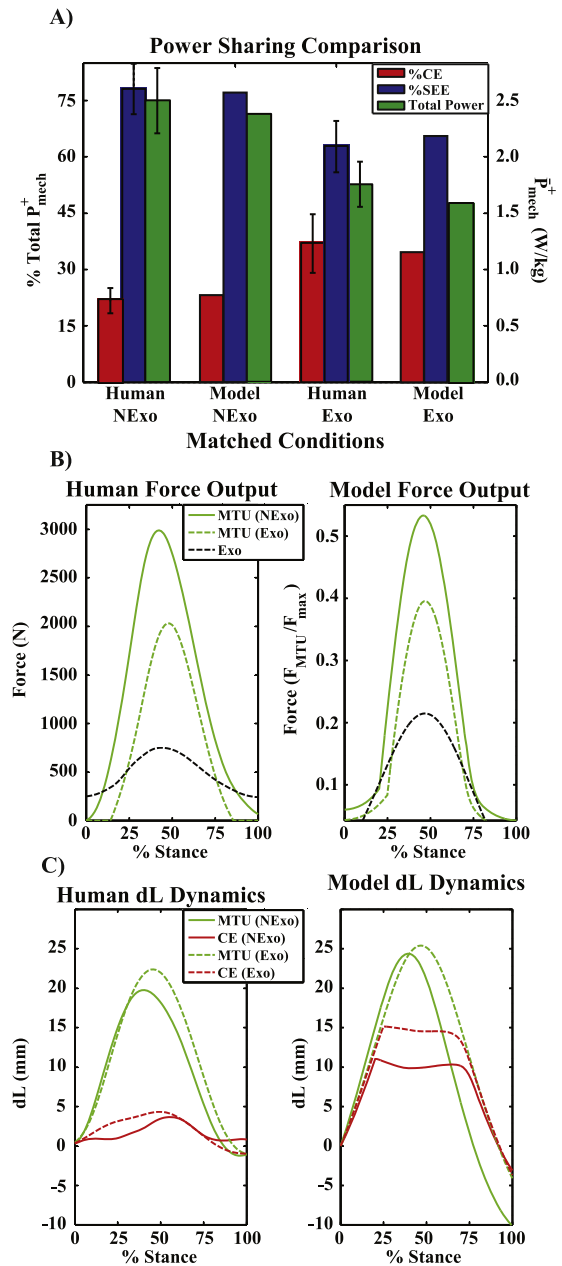 A)
Power Sharing Comparison
%CE
%SEE
Total Power
% Total P⁺mech
75
60
45
30
15
0
2.5
2.0
1.5
1.0
0.5
0.0
P̄⁺mech (W/kg)
Human NExo
Model NExo
Human Exo
Model Exo
Matched Conditions
B)
Human Force Output
MTU (NExo)
MTU (Exo)
Exo
Force (N)
3000
2500
2000
1500
1000
500
0
0 25 50 75 100
% Stance
Model Force Output
Force (F_MTU/F_max)
0.5
0.4
0.3
0.2
0.1
0 25 50 75 100
% Stance
C)
Human dL Dynamics
MTU (NExo)
CE (NExo)
MTU (Exo)
CE (Exo)
dL (mm)
25
20
15
10
5
0
-5
-10
0 25 50 75 100
% Stance
Model dL Dynamics
dL (mm)
25
20
15
10
5
0
-5
-10
0 25 50 75 100
% Stance